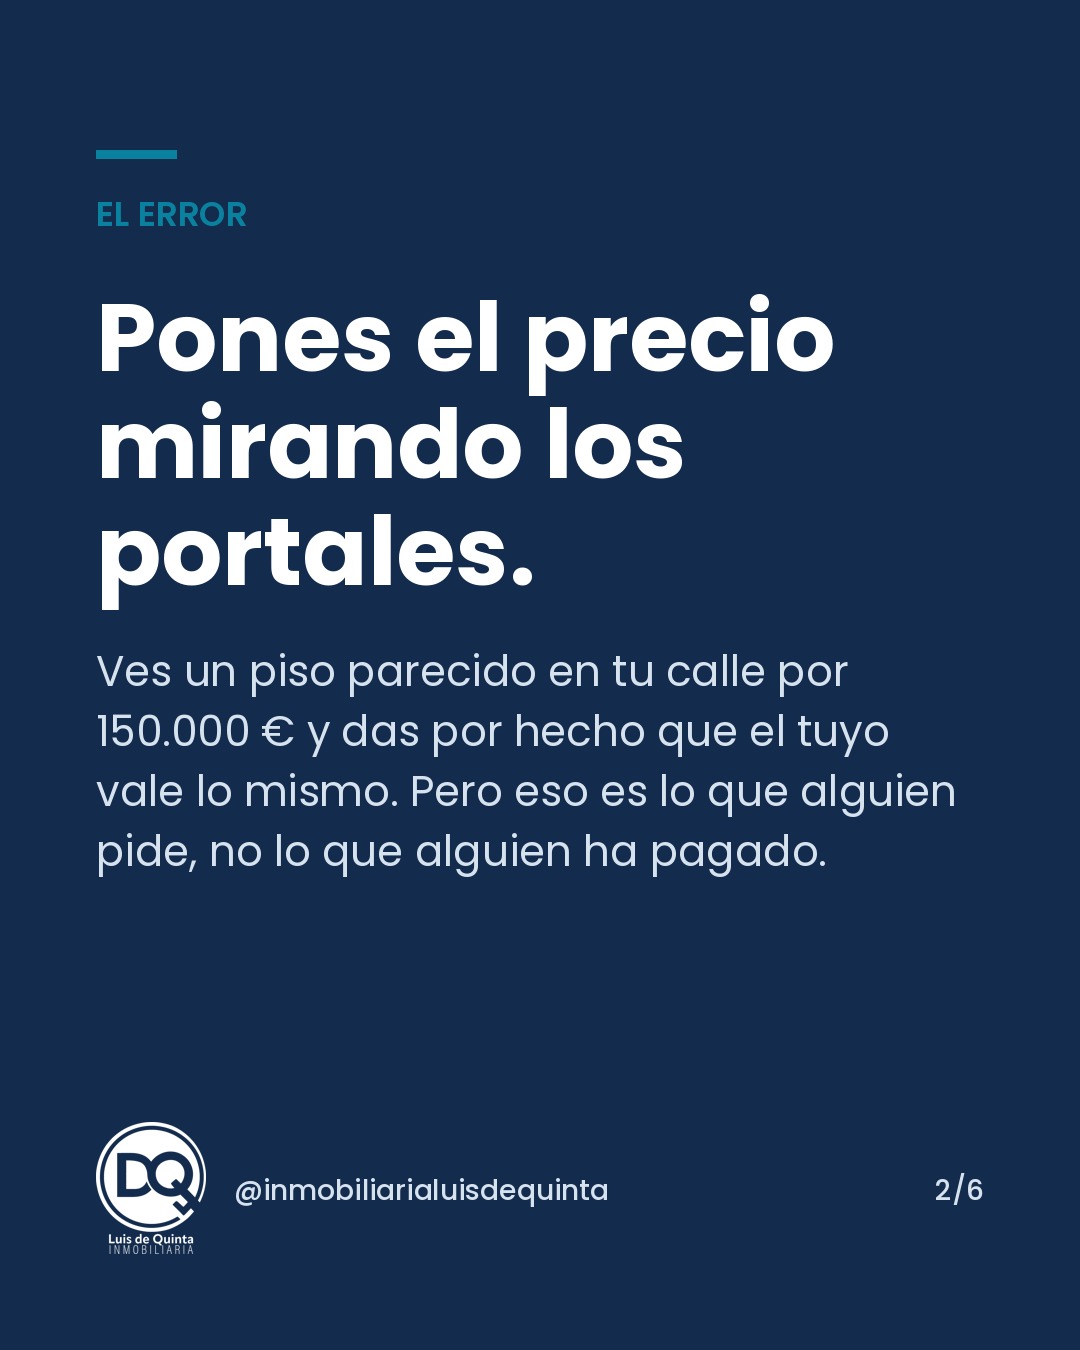 EL ERROR
Pones el precio
mirando los
portales.
Ves un piso parecido en tu calle por
150.000 € y das por hecho que el tuyo
vale lo mismo. Pero eso es lo que alguien
pide, no lo que alguien ha pagado.
DQ
Luis de Quinta
INMOBILIARIA
@inmobiliarialuisdequinta
2/6